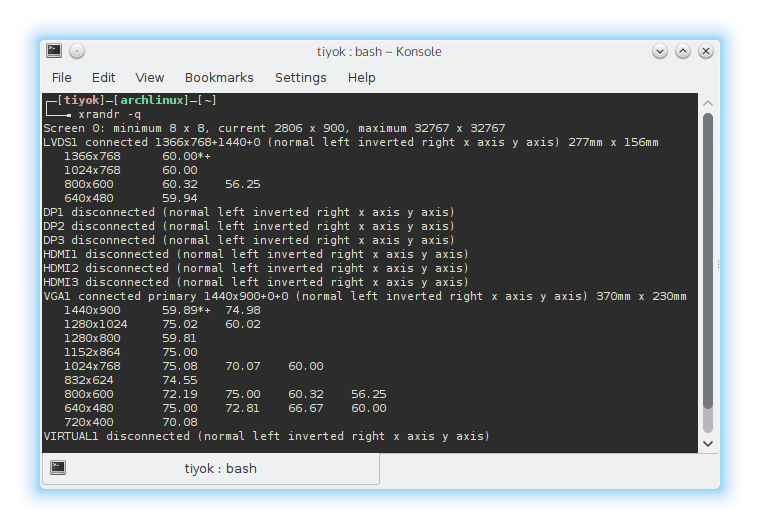 tiyok : bash – Konsole
File Edit View Bookmarks Settings Help
┌─[tiyok]─[archlinux]─[~]
└──╼ xrandr -q
Screen 0: minimum 8 x 8, current 2806 x 900, maximum 32767 x 32767
LVDS1 connected 1366x768+1440+0 (normal left inverted right x axis y axis) 277mm x 156mm
   1366x768      60.00*+
   1024x768      60.00
   800x600       60.32    56.25
   640x480       59.94
DP1 disconnected (normal left inverted right x axis y axis)
DP2 disconnected (normal left inverted right x axis y axis)
DP3 disconnected (normal left inverted right x axis y axis)
HDMI1 disconnected (normal left inverted right x axis y axis)
HDMI2 disconnected (normal left inverted right x axis y axis)
HDMI3 disconnected (normal left inverted right x axis y axis)
VGA1 connected primary 1440x900+0+0 (normal left inverted right x axis y axis) 370mm x 230mm
   1440x900      59.89*+  74.98
   1280x1024     75.02    60.02
   1280x800      59.81
   1152x864      75.00
   1024x768      75.08    70.07    60.00
   832x624       74.55
   800x600       72.19    75.00    60.32    56.25
   640x480       75.00    72.81    66.67    60.00
   720x400       70.08
VIRTUAL1 disconnected (normal left inverted right x axis y axis)
tiyok : bash